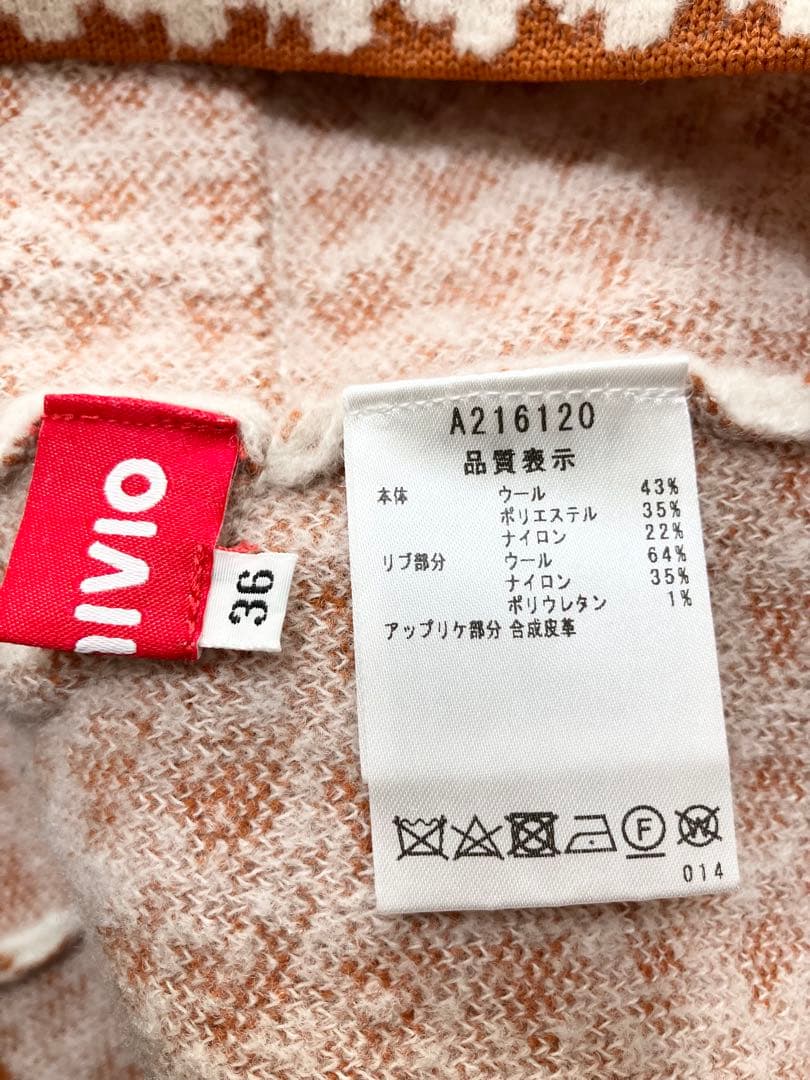 A216120
品質表示
本体 ウール 43%
ポリエステル 35%
ナイロン 22%
リブ部分 ウール 64%
ナイロン 35%
ポリウレタン 1%
アップリケ部分 合成皮革
F W
014
36